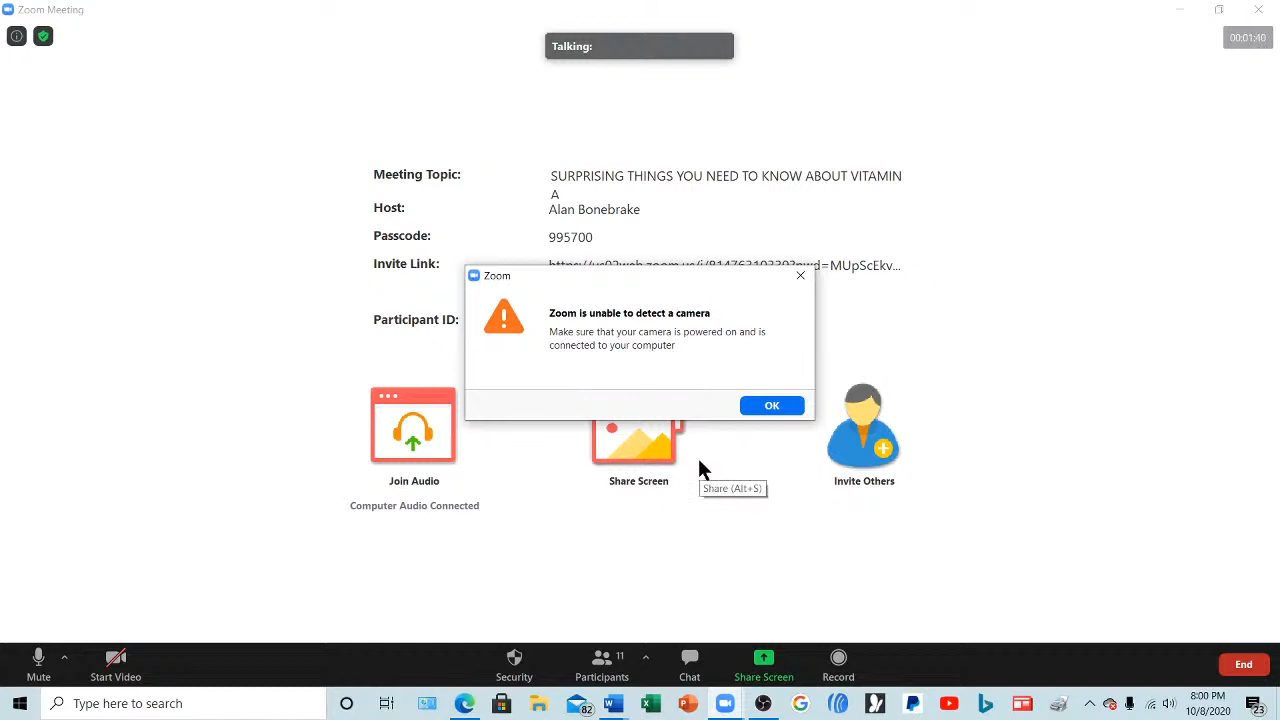 Zoom Meeting
00:01:40
Talking:
Meeting Topic:
SURPRISING THINGS YOU NEED TO KNOW ABOUT VITAMIN
A
Host:
Alan Bonebrake
Passcode:
995700
Invite Link:
Participant ID:
Zoom
Zoom is unable to detect a camera
Make sure that your camera is powered on and is
connected to your computer
OK
Join Audio
Share Screen
Invite Others
Share (Alt+S)
Computer Audio Connected
Mute
Start Video
Security
11
Participants
Chat
Share Screen
Record
End
Type here to search
82
8:00 PM
10/8/2020
23